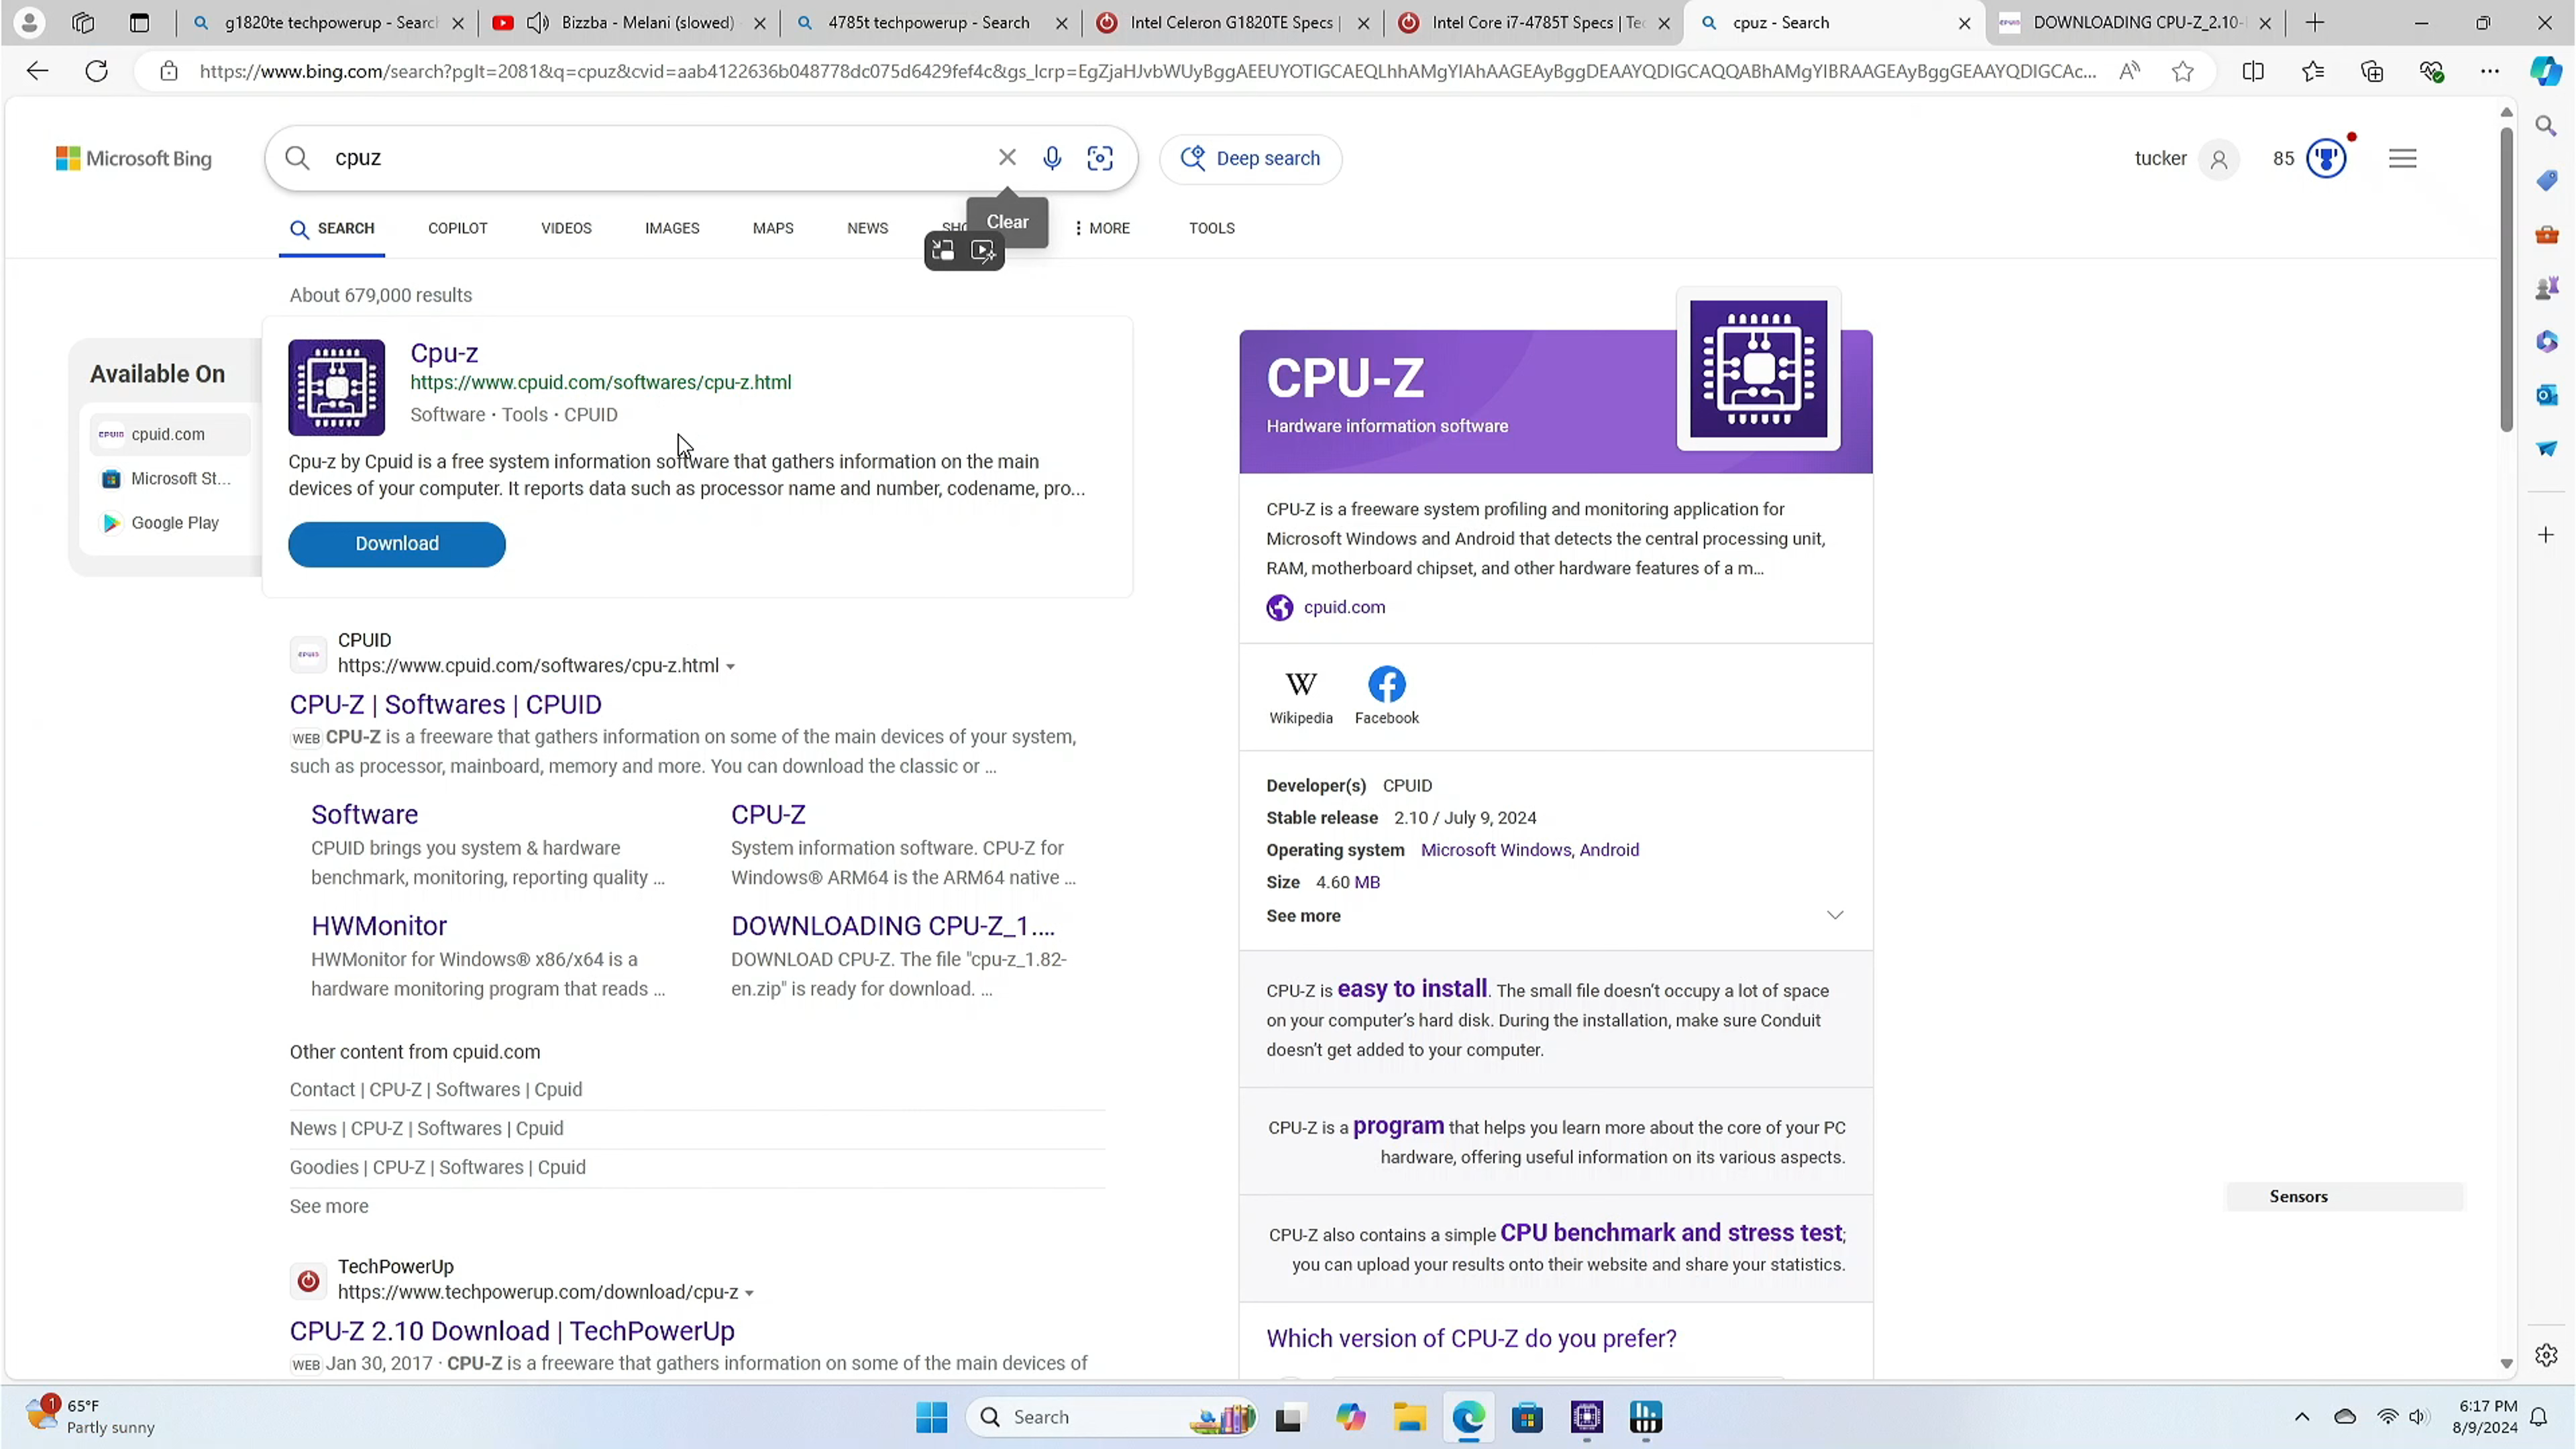 g1820te techpowerup - Search
Bizzba - Melani (slowed)
4785t techpowerup - Search
Intel Celeron G1820TE Specs |
Intel Core i7-4785T Specs | Tec
cpuz - Search
DOWNLOADING CPU-Z_2.10-
https://www.bing.com/search?pglt=2081&q=cpuz&cvid=aab4122636b048778dc075d6429fef4c&gs_lcrp=EgZjaHJvbWUyBggAEEUYOTIGCAEQLhhAMgYIAhAAGEAyBggDEAAYQDIGCAQQABhAMgYIBRAAGEAyBggGEAAYQDIGCAc...
Microsoft Bing
cpuz
Deep search
tucker
85
SEARCH
COPILOT
VIDEOS
IMAGES
MAPS
NEWS
Clear
MORE
TOOLS
About 679,000 results
Available On
cpuid.com
Microsoft St...
Google Play
Cpu-z
https://www.cpuid.com/softwares/cpu-z.html
Software · Tools · CPUID
Cpu-z by Cpuid is a free system information software that gathers information on the main
devices of your computer. It reports data such as processor name and number, codename, pro...
Download
CPUID
https://www.cpuid.com/softwares/cpu-z.html
CPU-Z | Softwares | CPUID
WEB CPU-Z is a freeware that gathers information on some of the main devices of your system,
such as processor, mainboard, memory and more. You can download the classic or ...
Software
CPUID brings you system & hardware
benchmark, monitoring, reporting quality ...
CPU-Z
System information software. CPU-Z for
Windows® ARM64 is the ARM64 native ...
HWMonitor
HWMonitor for Windows® x86/x64 is a
hardware monitoring program that reads ...
DOWNLOADING CPU-Z_1....
DOWNLOAD CPU-Z. The file "cpu-z_1.82-
en.zip" is ready for download. ...
Other content from cpuid.com
Contact | CPU-Z | Softwares | Cpuid
News | CPU-Z | Softwares | Cpuid
Goodies | CPU-Z | Softwares | Cpuid
See more
TechPowerUp
https://www.techpowerup.com/download/cpu-z
CPU-Z 2.10 Download | TechPowerUp
WEB Jan 30, 2017 · CPU-Z is a freeware that gathers information on some of the main devices of
CPU-Z
Hardware information software
CPU-Z is a freeware system profiling and monitoring application for
Microsoft Windows and Android that detects the central processing unit,
RAM, motherboard chipset, and other hardware features of a m...
cpuid.com
Wikipedia
Facebook
Developer(s) CPUID
Stable release 2.10 / July 9, 2024
Operating system Microsoft Windows, Android
Size 4.60 MB
See more
CPU-Z is easy to install. The small file doesn't occupy a lot of space
on your computer's hard disk. During the installation, make sure Conduit
doesn't get added to your computer.
CPU-Z is a program that helps you learn more about the core of your PC
hardware, offering useful information on its various aspects.
CPU-Z also contains a simple CPU benchmark and stress test;
you can upload your results onto their website and share your statistics.
Which version of CPU-Z do you prefer?
Sensors
1
65°F
Partly sunny
Search
6:17 PM
8/9/2024